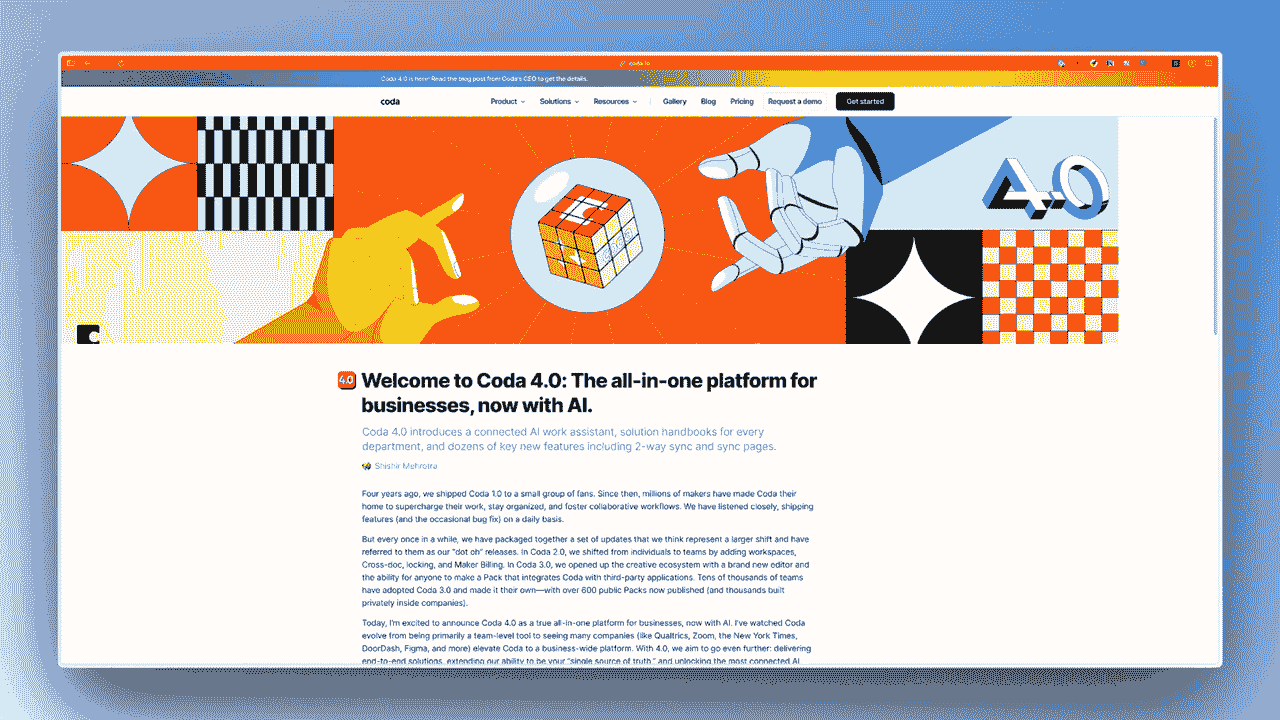 coda.io
Coda 4.0 is here! Read the blog post from Coda's CEO to get the details.
coda Product Solutions Resources Gallery Blog Pricing Request a demo Get started
4.0
4.0 Welcome to Coda 4.0: The all-in-one platform for
businesses, now with AI.
Coda 4.0 introduces a connected AI work assistant, solution handbooks for every
department, and dozens of key new features including 2-way sync and sync pages.
Shishir Mehrotra
Four years ago, we shipped Coda 1.0 to a small group of fans. Since then, millions of makers have made Coda their
home to supercharge their work, stay organized, and foster collaborative workflows. We have listened closely, shipping
features (and the occasional bug fix) on a daily basis.
But every once in a while, we have packaged together a set of updates that we think represent a larger shift and have
referred to them as our "dot oh" releases. In Coda 2.0, we shifted from individuals to teams by adding workspaces,
Cross-doc, locking, and Maker Billing. In Coda 3.0, we opened up the creative ecosystem with a brand new editor and
the ability for anyone to make a Pack that integrates Coda with third-party applications. Tens of thousands of teams
have adopted Coda 3.0 and made it their own—with over 600 public Packs now published (and thousands built
privately inside companies).
Today, I'm excited to announce Coda 4.0 as a true all-in-one platform for businesses, now with AI. I've watched Coda
evolve from being primarily a team-level tool to seeing many companies (like Qualtrics, Zoom, the New York Times,
DoorDash, Figma, and more) elevate Coda to a business-wide platform. With 4.0, we aim to go even further: delivering
end-to-end solutions, extending our ability to be your "single source of truth," and unlocking the most connected AI